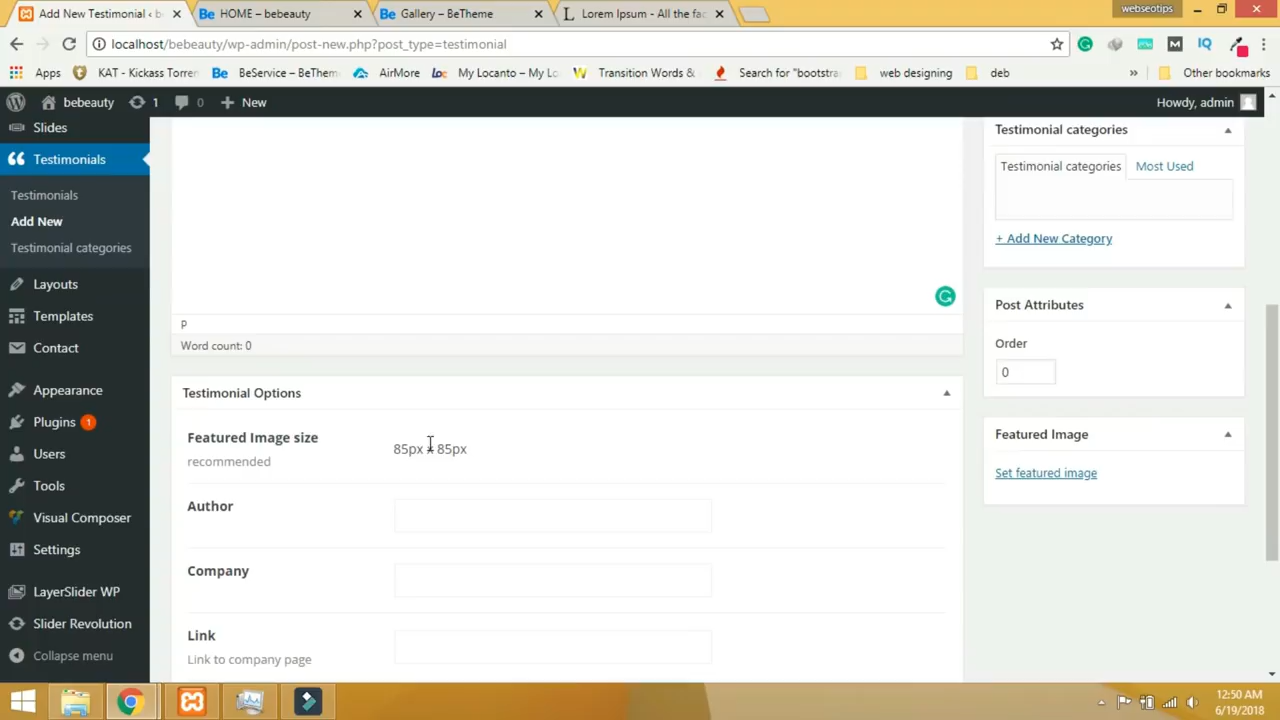 Add New Testimonial ‹ b
HOME – bebeauty
Gallery – BeTheme
Lorem Ipsum - All the fac
webseotips
localhost/bebeauty/wp-admin/post-new.php?post_type=testimonial
Apps
KAT - Kickass Torren
BeService – BeThem
AirMore
My Locanto – My Lo
Transition Words &
Search for "bootstra
web designing
deb
»
Other bookmarks
bebeauty
1
0
New
Howdy, admin
Slides
Testimonials
Testimonials
Add New
Testimonial categories
Layouts
Templates
Contact
Appearance
Plugins 1
Users
Tools
Visual Composer
Settings
LayerSlider WP
Slider Revolution
Collapse menu
P
Word count: 0
Testimonial Options
Featured Image size
recommended
85px x 85px
Author
Company
Link
Link to company page
Testimonial categories
Testimonial categories
Most Used
+ Add New Category
Post Attributes
Order
0
Featured Image
Set featured image
12:50 AM
6/19/2018